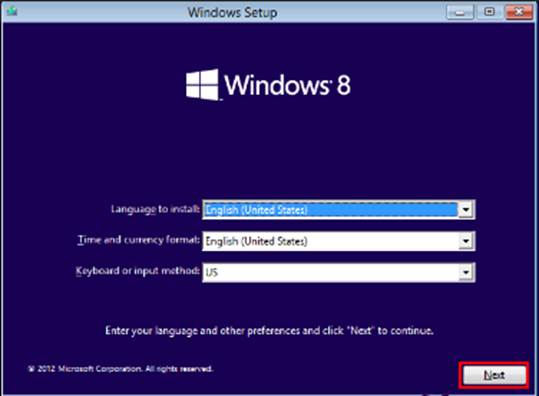 Windows Setup
Windows 8
Language to install: English (United States)
Time and currency format: English (United States)
Keyboard or input method: US
Enter your language and other preferences and click "Next" to continue.
© 2012 Microsoft Corporation. All rights reserved.
Next